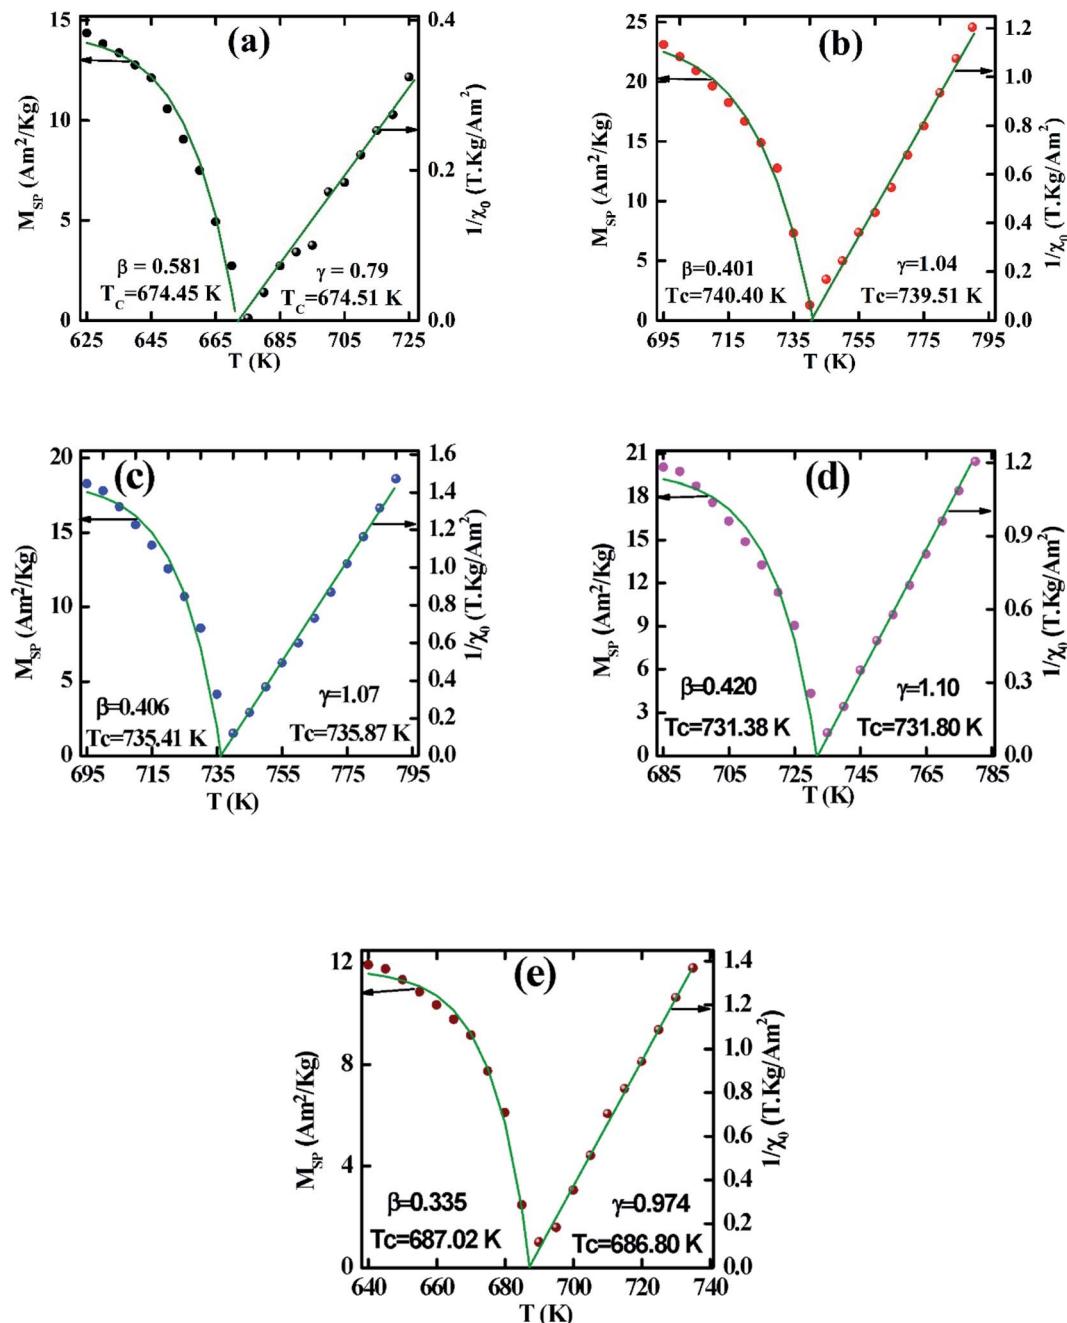 (a)
15
10
5
0
M_SP (Am²/Kg)
0.4
0.2
0.0
1/χ₀ (T.Kg/Am²)
β = 0.581
T_C=674.45 K
γ = 0.79
T_C=674.51 K
625 645 665 685 705 725
T (K)
(b)
25
20
15
10
5
0
M_SP (Am²/Kg)
1.2
1.0
0.8
0.6
0.4
0.2
0.0
1/χ₀ (T.Kg/Am²)
β=0.401
Tc=740.40 K
γ=1.04
Tc=739.51 K
695 715 735 755 775 795
T (K)
(c)
20
15
10
5
0
M_SP (Am²/Kg)
1.6
1.4
1.2
1.0
0.8
0.6
0.4
0.2
0.0
1/χ₀ (T.Kg/Am²)
β=0.406
Tc=735.41 K
γ=1.07
Tc=735.87 K
695 715 735 755 775 795
T (K)
(d)
21
18
15
12
9
6
3
0
M_SP (Am²/Kg)
1.2
0.9
0.6
0.3
0.0
1/χ₀ (T.Kg/Am²)
β=0.420
Tc=731.38 K
γ=1.10
Tc=731.80 K
685 705 725 745 765 785
T (K)
(e)
12
8
4
0
M_SP (Am²/Kg)
1.4
1.2
1.0
0.8
0.6
0.4
0.2
0.0
1/χ₀ (T.Kg/Am²)
β=0.335
Tc=687.02 K
γ=0.974
Tc=686.80 K
640 660 680 700 720 740
T (K)